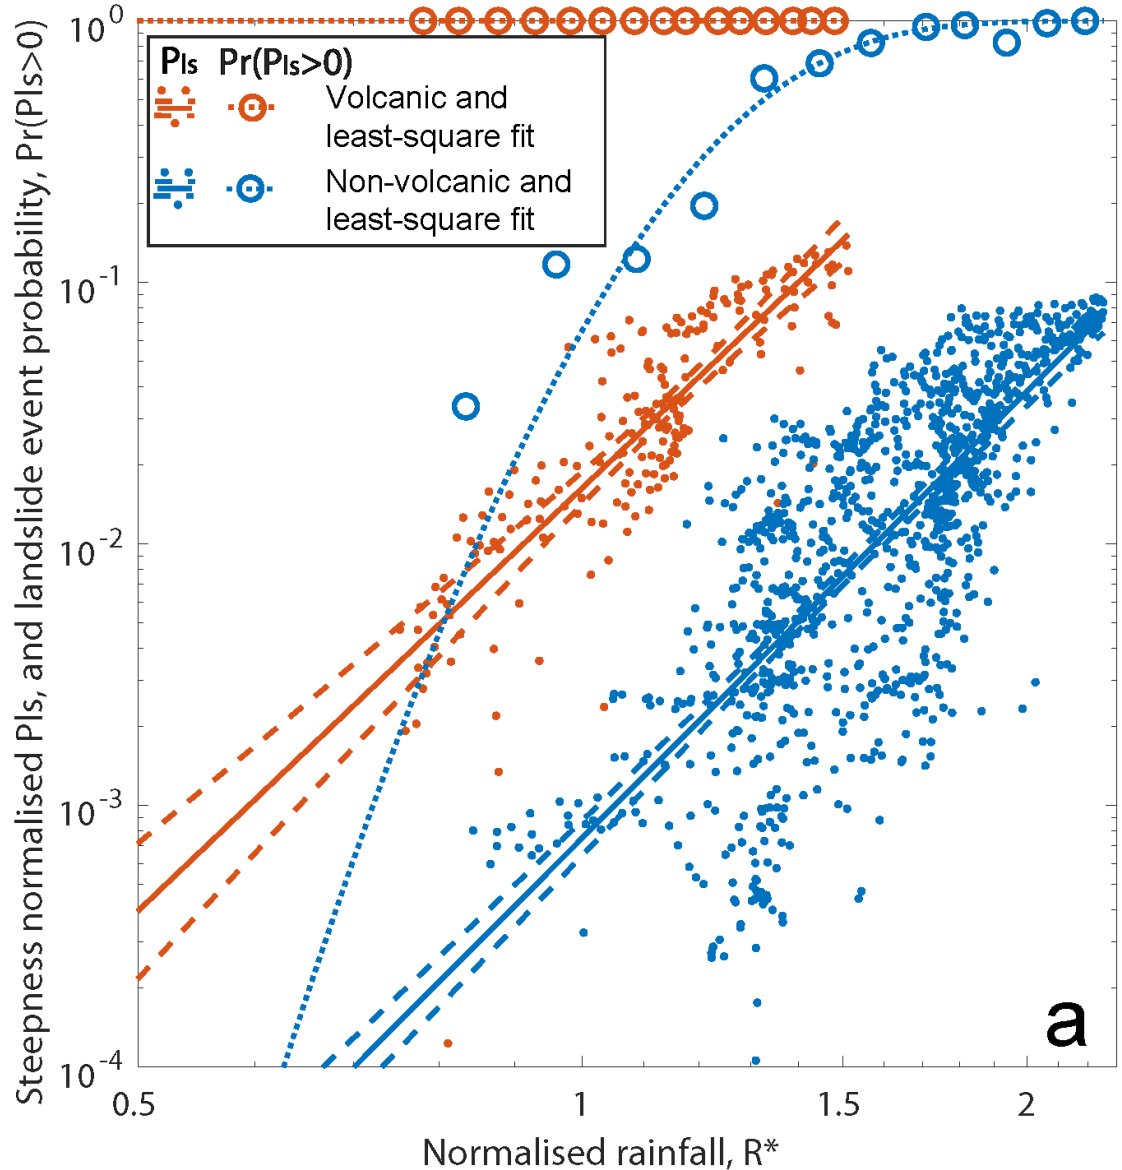 Steepness normalised Pls, and landslide event probability, Pr(Pls>0)
10^0
10^-1
10^-2
10^-3
10^-4
Pls Pr(Pls>0)
Volcanic and
least-square fit
Non-volcanic and
least-square fit
a
0.5 1 1.5 2
Normalised rainfall, R*